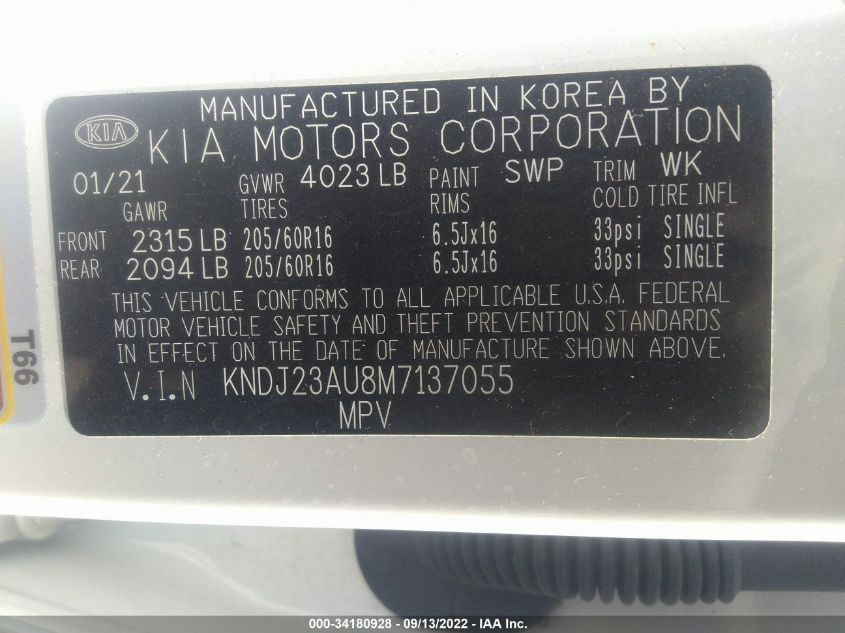 MANUFACTURED IN KOREA BY
KIA KIA MOTORS CORPORATION
01/21 GVWR 4023 LB PAINT SWP TRIM WK
GAWR TIRES RIMS COLD TIRE INFL
FRONT 2315 LB 205/60R16 6.5Jx16 33psi SINGLE
REAR 2094 LB 205/60R16 6.5Jx16 33psi SINGLE
THIS VEHICLE CONFORMS TO ALL APPLICABLE U.S.A. FEDERAL
MOTOR VEHICLE SAFETY AND THEFT PREVENTION STANDARDS
IN EFFECT ON THE DATE OF MANUFACTURE SHOWN ABOVE.
V.I.N KNDJ23AU8M7137055
MPV
T66
000-34180928 - 09/13/2022 - IAA Inc.